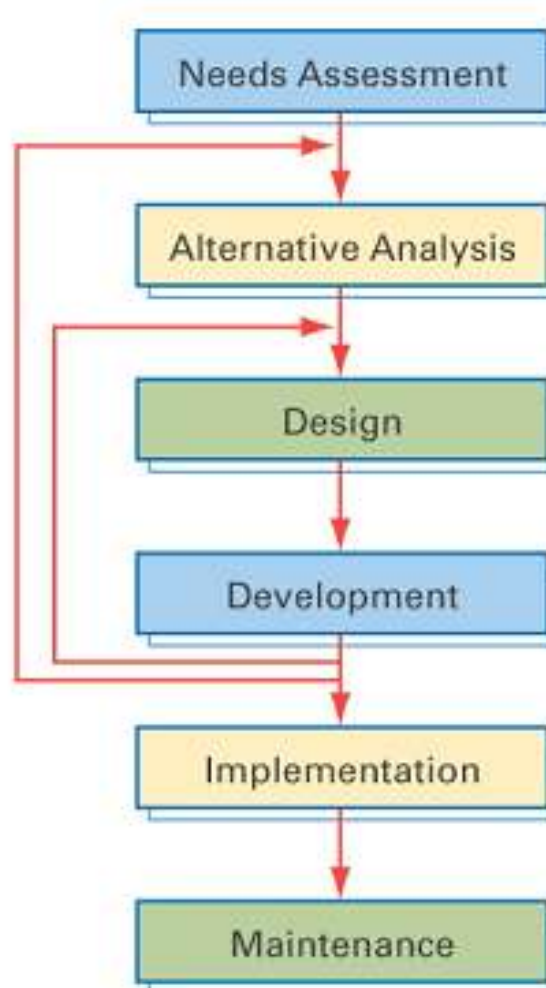 Needs Assessment
Alternative Analysis
Design
Development
Implementation
Maintenance